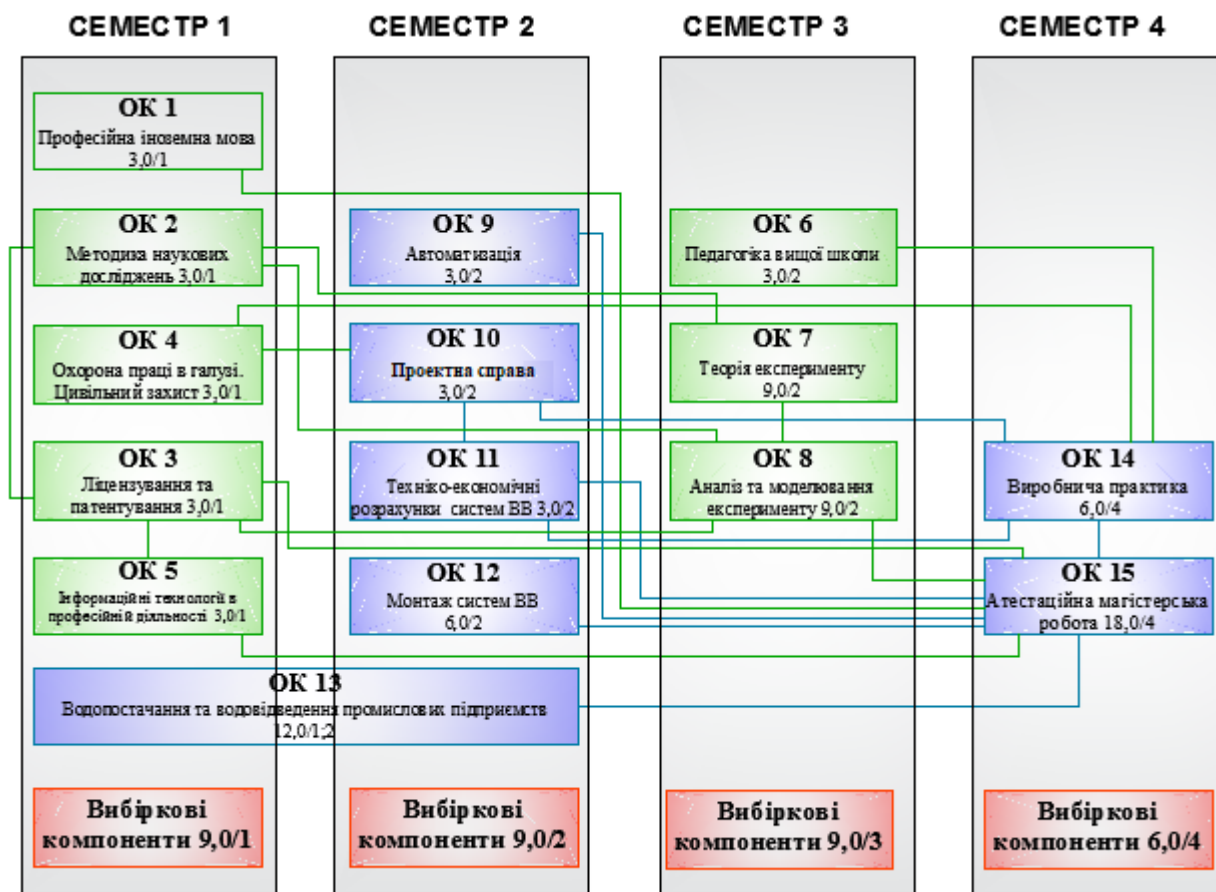 СЕМЕСТР 1
СЕМЕСТР 2
СЕМЕСТР 3
СЕМЕСТР 4
ОК 1
Професійна іноземна мова
3,0/1
ОК 2
Методика наукових
досліджень 3,0/1
ОК 4
Охорона праці в галузі.
Цивільний захист 3,0/1
ОК 3
Ліцензування та
патентування 3,0/1
ОК 5
Інформаційні технології в
професійній діяльності 3,0/1
ОК 9
Автоматизація
3,0/2
ОК 10
Проектна справа
3,0/2
ОК 11
Техніко-економічні
розрахунки систем ВВ 3,0/2
ОК 12
Монтаж систем ВВ
6,0/2
ОК 13
Водопостачання та водовідведення промислових підприємств
12,0/1;2
ОК 6
Педагогіка вищої школи
3,0/2
ОК 7
Теорія експерименту
9,0/2
ОК 8
Аналіз та моделювання
експерименту 9,0/2
ОК 14
Виробнича практика
6,0/4
ОК 15
Атестаційна магістерська
робота 18,0/4
Вибіркові
компоненти 9,0/1
Вибіркові
компоненти 9,0/2
Вибіркові
компоненти 9,0/3
Вибіркові
компоненти 6,0/4